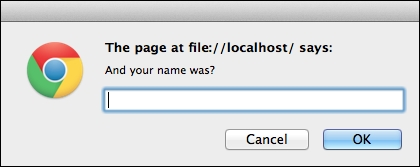 The page at file://localhost/ says:
And your name was?
Cancel OK